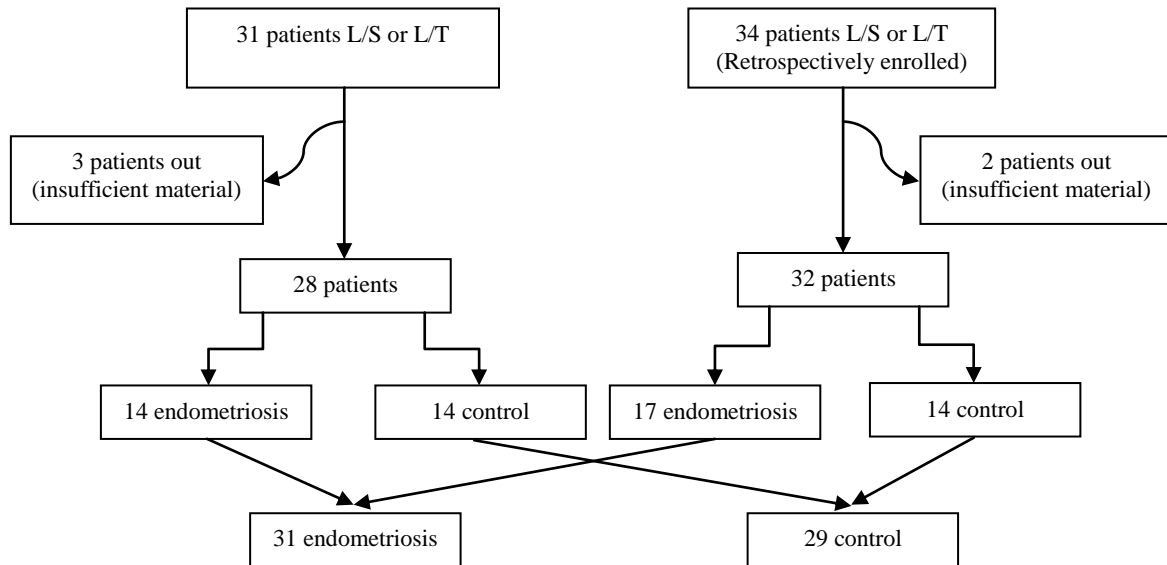 31 patients L/S or L/T
34 patients L/S or L/T
(Retrospectively enrolled)
3 patients out
(insufficient material)
2 patients out
(insufficient material)
28 patients
32 patients
14 endometriosis
14 control
17 endometriosis
14 control
31 endometriosis
29 control